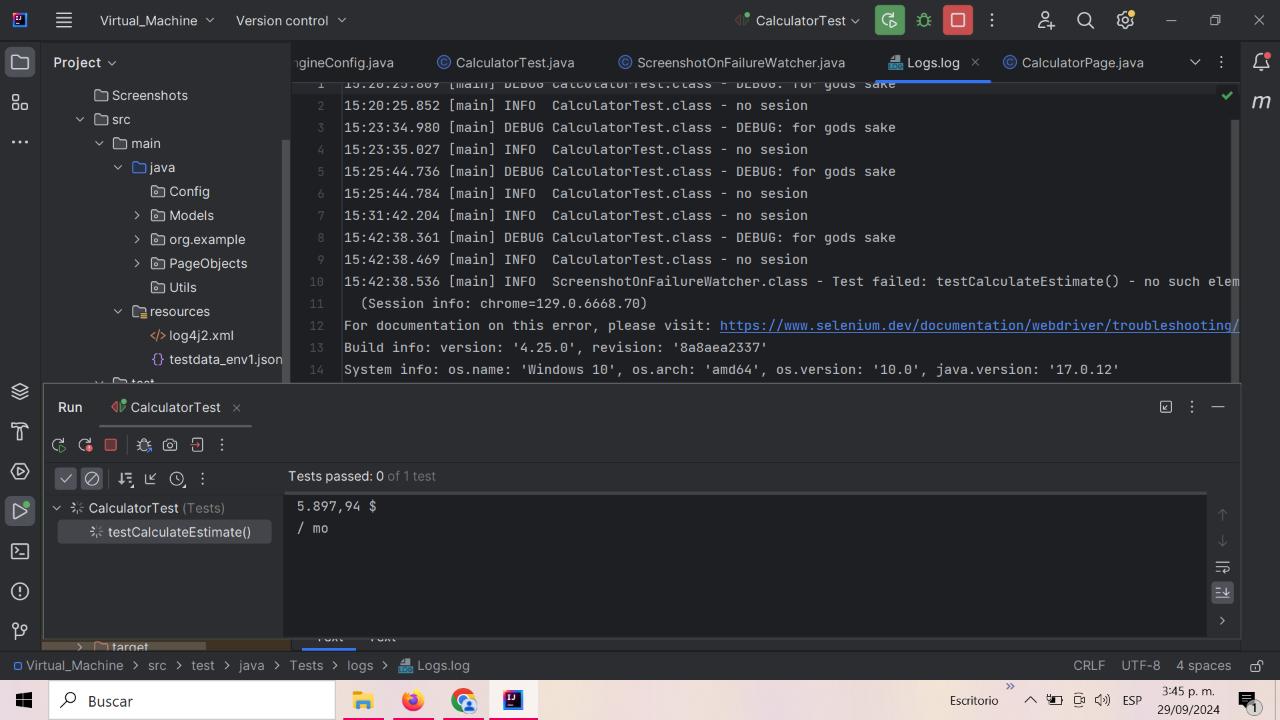 Virtual_Machine
Version control
CalculatorTest
Project
ngineConfig.java
CalculatorTest.java
ScreenshotOnFailureWatcher.java
Logs.log
CalculatorPage.java
Screenshots
src
main
java
Config
Models
org.example
PageObjects
Utils
resources
log4j2.xml
testdata_env1.json
test
1 15:20:25.809 [main] DEBUG CalculatorTest.class - DEBUG: for gods sake
2 15:20:25.852 [main] INFO  CalculatorTest.class - no sesion
3 15:23:34.980 [main] DEBUG CalculatorTest.class - DEBUG: for gods sake
4 15:23:35.027 [main] INFO  CalculatorTest.class - no sesion
5 15:25:44.736 [main] DEBUG CalculatorTest.class - DEBUG: for gods sake
6 15:25:44.784 [main] INFO  CalculatorTest.class - no sesion
7 15:31:42.204 [main] INFO  CalculatorTest.class - no sesion
8 15:42:38.361 [main] DEBUG CalculatorTest.class - DEBUG: for gods sake
9 15:42:38.469 [main] INFO  CalculatorTest.class - no sesion
10 15:42:38.536 [main] INFO  ScreenshotOnFailureWatcher.class - Test failed: testCalculateEstimate() - no such elem
11 (Session info: chrome=129.0.6668.70)
12 For documentation on this error, please visit: https://www.selenium.dev/documentation/webdriver/troubleshooting/
13 Build info: version: '4.25.0', revision: '8a8aea2337'
14 System info: os.name: 'Windows 10', os.arch: 'amd64', os.version: '10.0', java.version: '17.0.12'
Run
CalculatorTest
Tests passed: 0 of 1 test
CalculatorTest (Tests)
testCalculateEstimate()
5.897,94 $
/ mo
target
Text Text
Virtual_Machine > src > test > java > Tests > logs > Logs.log
CRLF UTF-8 4 spaces
Buscar
Escritorio
ESP
3:45 p. m.
29/09/2024
1